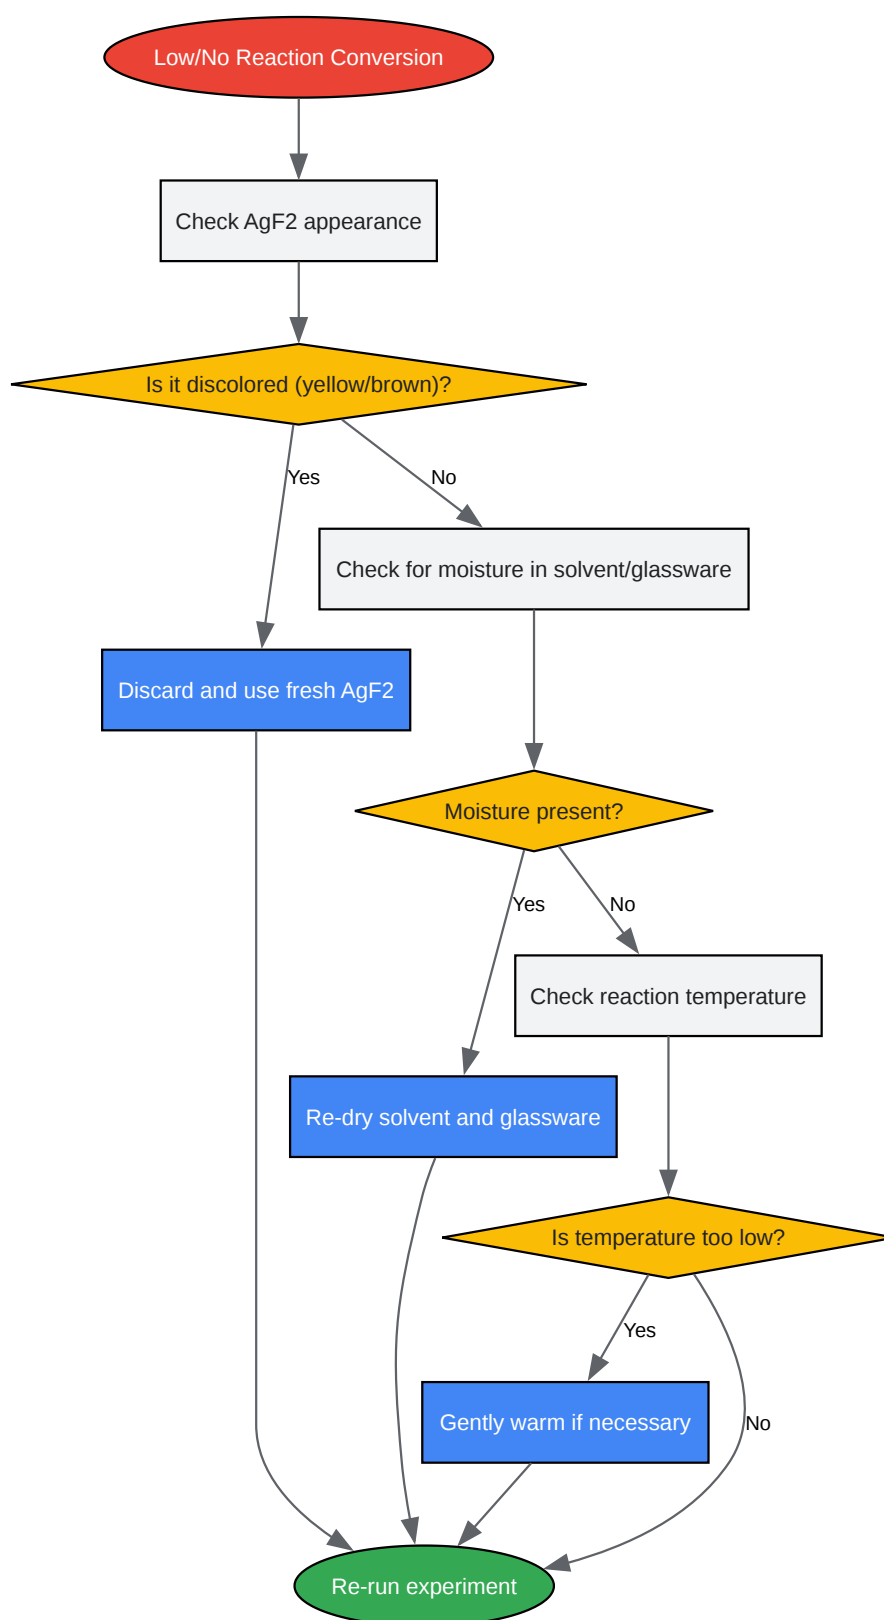 Low/No Reaction Conversion
Check AgF2 appearance
Is it discolored (yellow/brown)?
Yes
No
Check for moisture in solvent/glassware
Discard and use fresh AgF2
Moisture present?
Yes
No
Check reaction temperature
Re-dry solvent and glassware
Is temperature too low?
Yes
Gently warm if necessary
No
Re-run experiment